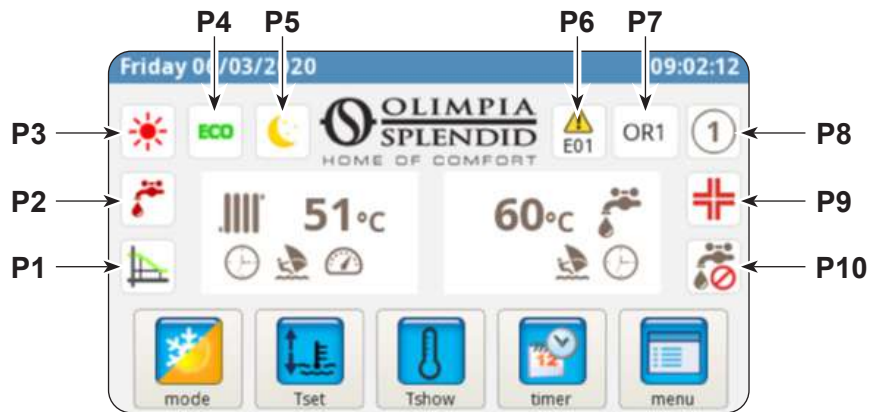 P4 P5 P6 P7
Friday 06/03/2020 09:02:12
P3 ECO OLIMPIA E01 OR1 1 P8
SPLENDID
HOME OF COMFORT
P2 51°C 60°C P9
P1 P10
12
mode Tset Tshow timer menu